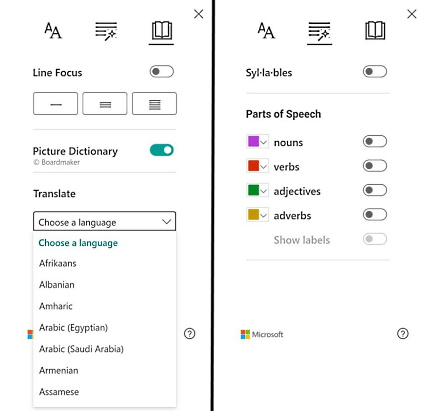 AA
Line Focus
Picture Dictionary
© Boardmaker
Translate
Choose a language
Choose a language
Afrikaans
Albanian
Amharic
Arabic (Egyptian)
Arabic (Saudi Arabia)
Armenian
Assamese
?
AA
Syl·la·bles
Parts of Speech
nouns
verbs
adjectives
adverbs
Show labels
Microsoft
?